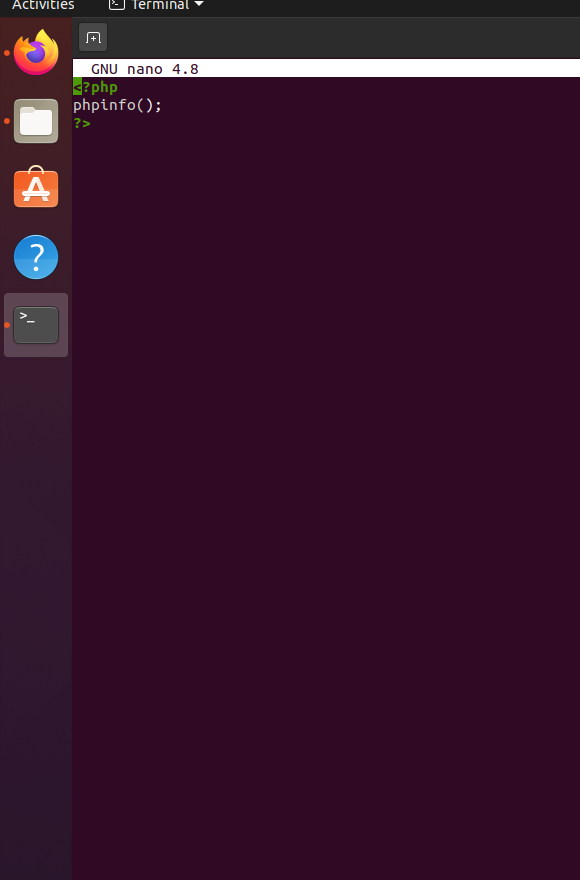 Activities Terminal
GNU nano 4.8
<?php
phpinfo();
?>